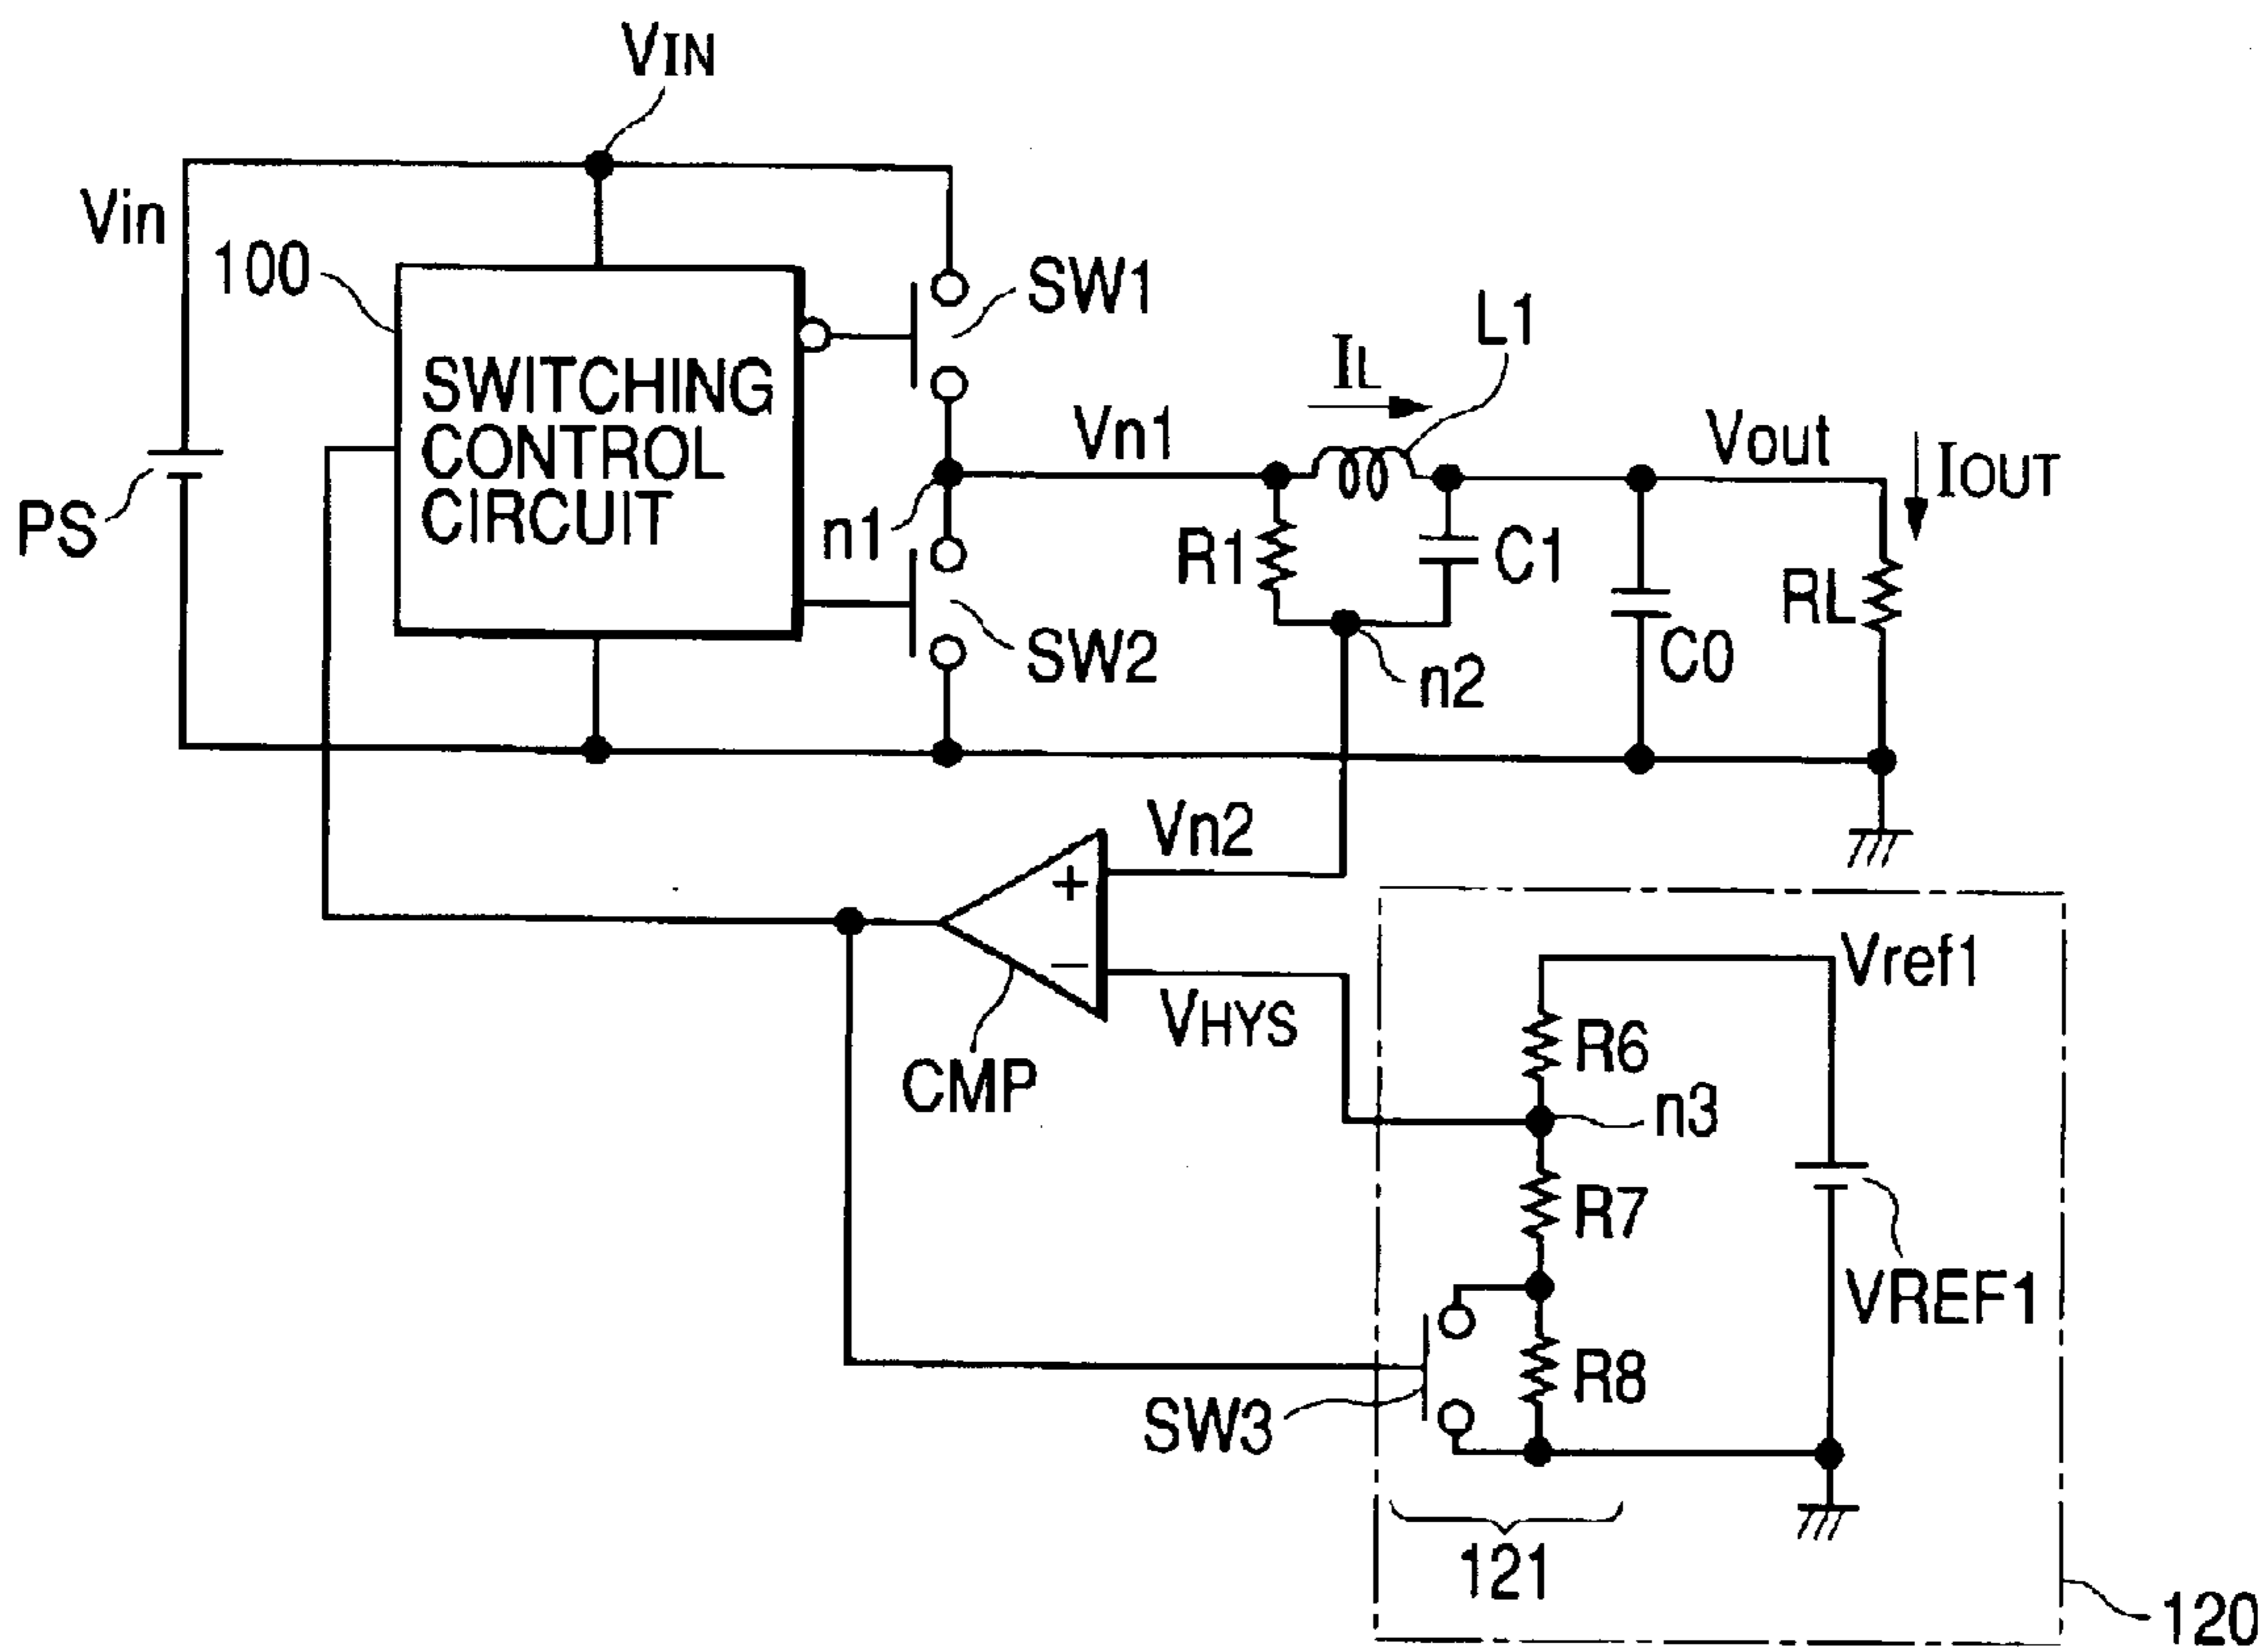 VIN
Vin
100
SW1
L1
IL
SWITCHING
CONTROL
CIRCUIT
Vn1
Vout
IOUT
PS
n1
R1
C1
RL
SW2
n2
C0
Vn2
+
−
Vref1
VHYS
R6
CMP
n3
R7
VREF1
R8
SW3
121
120